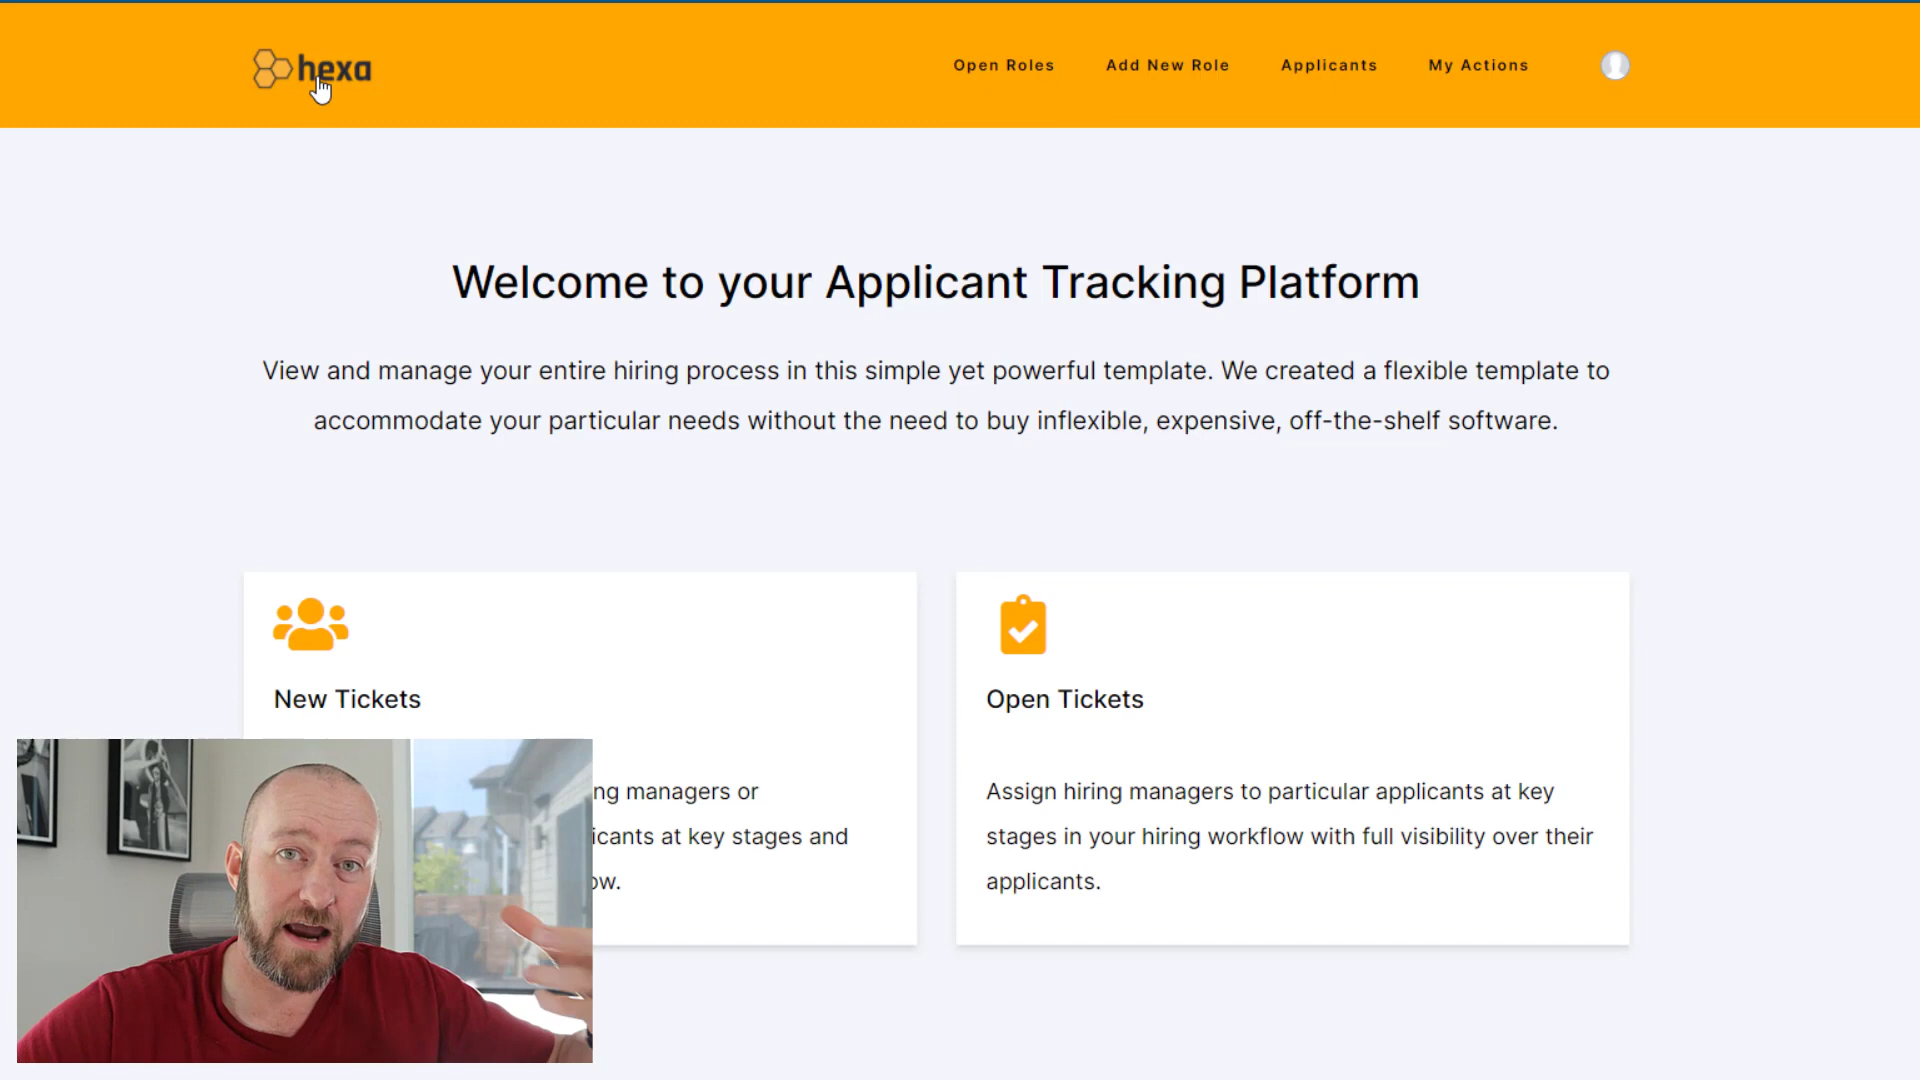 hexa
Open Roles
Add New Role
Applicants
My Actions
Welcome to your Applicant Tracking Platform
View and manage your entire hiring process in this simple yet powerful template. We created a flexible template to
accommodate your particular needs without the need to buy inflexible, expensive, off-the-shelf software.
New Tickets
ng managers or
icants at key stages and
ow.
Open Tickets
Assign hiring managers to particular applicants at key
stages in your hiring workflow with full visibility over their
applicants.